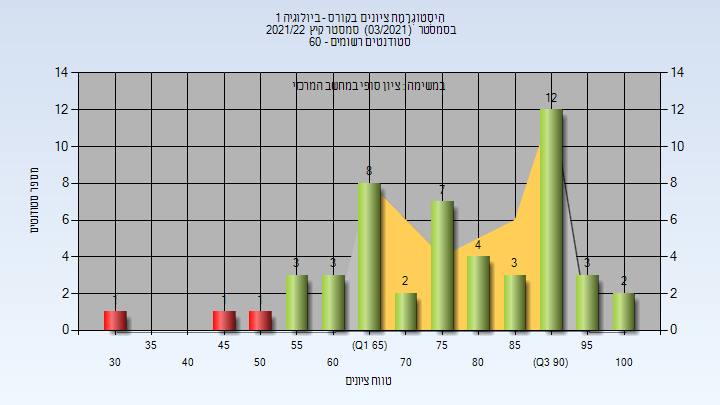 היסטוגרמת ציונים בקורס - ביולוגיה 1
בסמסטר (03/2021) סמסטר קיץ 2021/22
סטודנטים רשומים - 60
במשימה : ציון סופי במחשב המרכזי
מספר סטודנטים
14 14
12 12
10 10
8 8
6 6
4 4
2 2
0 0
1 1 1 3 3 8 2 7 4 3 12 3 2
35 45 55 (Q1 65) 75 85 95
30 40 50 60 70 80 (Q3 90) 100
טווח ציונים